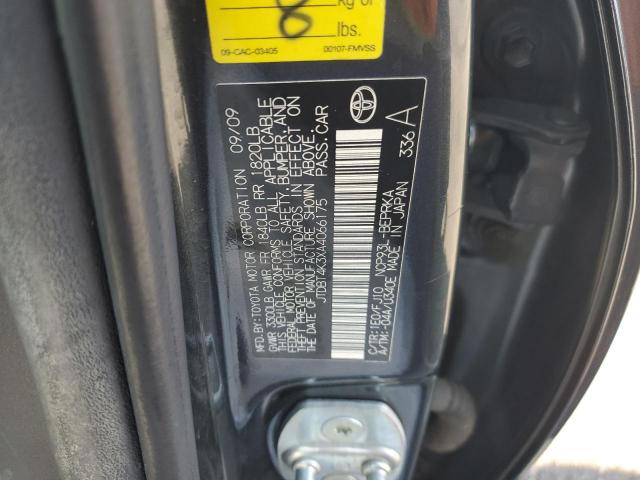 kg or
lbs.
09-CAC-03405 00107-FMVSS
MFD.BY:TOYOTA MOTOR CORPORATION 09/09
GVWR 3300LB GAWR FR 1840LB RR 1820LB
THIS VEHICLE CONFORMS TO ALL APPLICABLE
FEDERAL MOTOR VEHICLE SAFETY, BUMPER, AND
THEFT PREVENTION STANDARDS IN EFFECT ON
THE DATE OF MANUFACTURE SHOWN ABOVE.
JTDBT4K3XA4066175 PASS.CAR
TOYOTA
C/TR:1E0/FJ10 NCP93L-BEPRKA 336A
A/TM:-04A/U340E MADE IN JAPAN